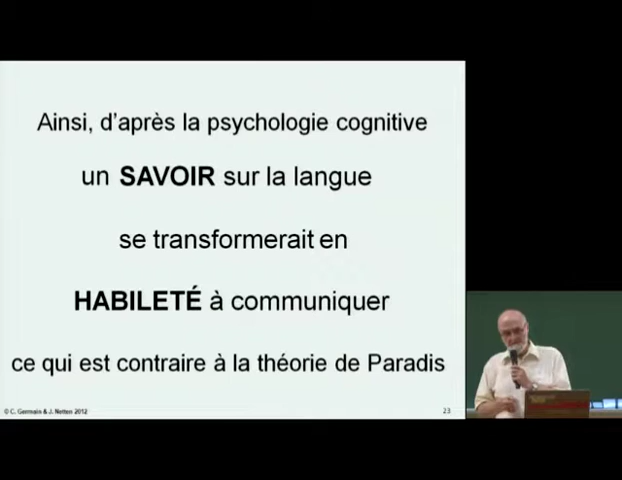 Ainsi, d'après la psychologie cognitive
un SAVOIR sur la langue
se transformerait en
HABILETÉ à communiquer
ce qui est contraire à la théorie de Paradis
© C. Germain & J. Netten 2012
23